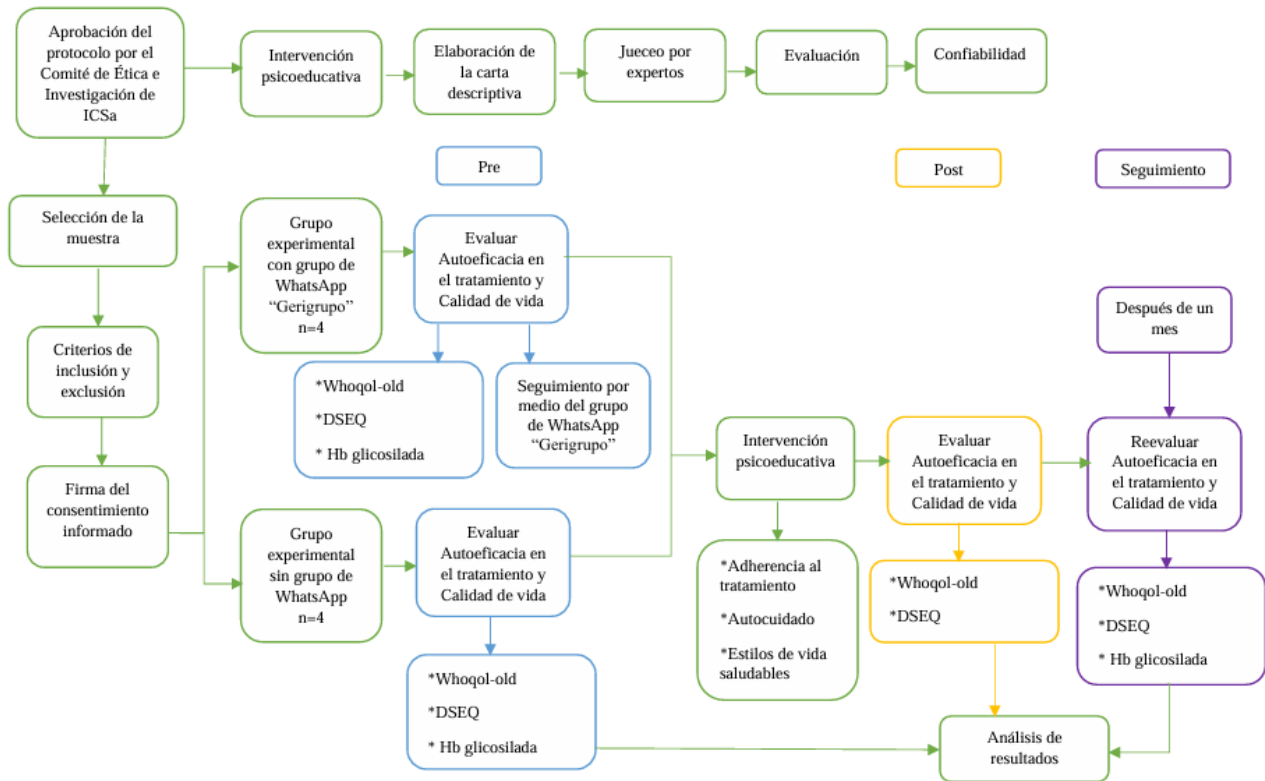 Aprobación del
protocolo por el
Comité de Ética e
Investigación de
ICSa
Intervención
psicoeducativa
Elaboración de
la carta
descriptiva
Jueceo por
expertos
Evaluación
Confiabilidad
Pre
Post
Seguimiento
Selección de la
muestra
Criterios de
inclusión y
exclusión
Firma del
consentimiento
informado
Grupo
experimental
con grupo de
WhatsApp
“Gerigrupo”
n=4
Evaluar
Autoeficacia en
el tratamiento y
Calidad de vida
*Whoqol-old
*DSEQ
* Hb glicosilada
Seguimiento por
medio del grupo
de WhatsApp
“Gerigrupo”
Grupo
experimental
sin grupo de
WhatsApp
n=4
Evaluar
Autoeficacia en
el tratamiento y
Calidad de vida
*Whoqol-old
*DSEQ
* Hb glicosilada
Intervención
psicoeducativa
*Adherencia al
tratamiento
*Autocuidado
*Estilos de vida
saludables
Evaluar
Autoeficacia en
el tratamiento y
Calidad de vida
*Whoqol-old
*DSEQ
Después de un
mes
Reevaluar
Autoeficacia en
el tratamiento y
Calidad de vida
*Whoqol-old
*DSEQ
* Hb glicosilada
Análisis de
resultados